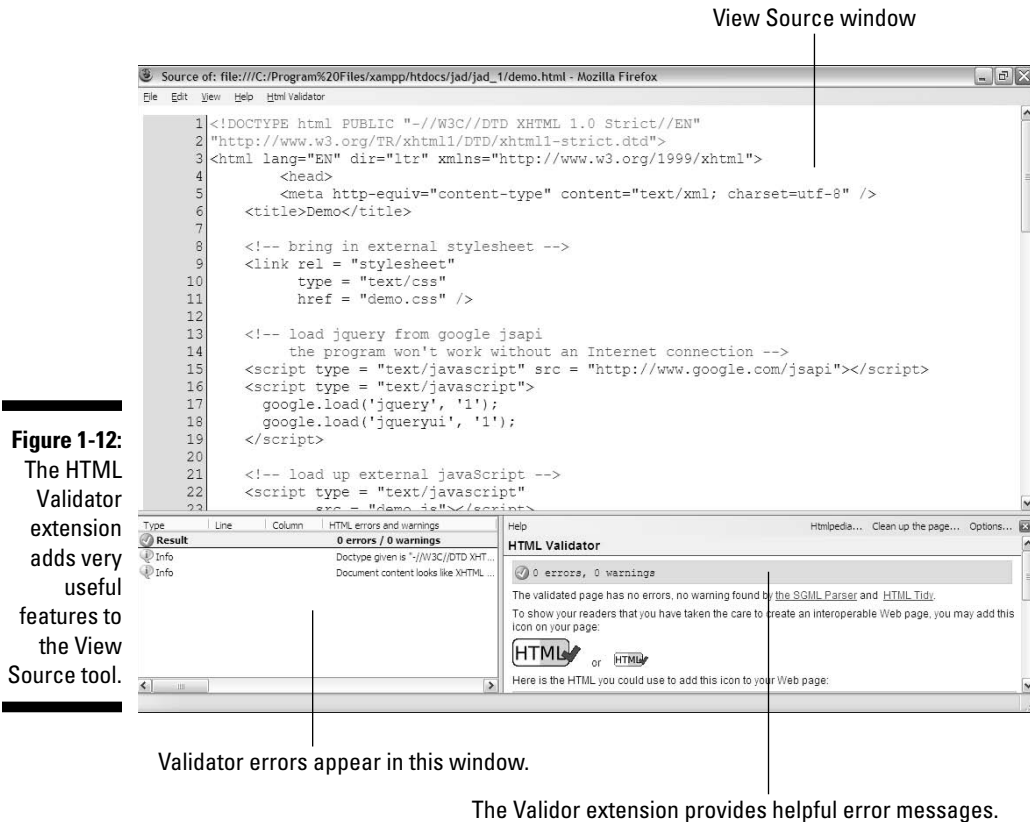 View Source window
Source of: file:///C:/Program%20Files/xampp/htdocs/jad/jad_1/demo.html - Mozilla Firefox
File Edit View Help Html Validator
1 <!DOCTYPE html PUBLIC "-//W3C//DTD XHTML 1.0 Strict//EN"
2 "http://www.w3.org/TR/xhtml1/DTD/xhtml1-strict.dtd">
3 <html lang="EN" dir="ltr" xmlns="http://www.w3.org/1999/xhtml">
4 <head>
5 <meta http-equiv="content-type" content="text/xml; charset=utf-8" />
6 <title>Demo</title>
7
8 <!-- bring in external stylesheet -->
9 <link rel = "stylesheet"
10 type = "text/css"
11 href = "demo.css" />
12
13 <!-- load jquery from google jsapi
14 the program won't work without an Internet connection -->
15 <script type = "text/javascript" src = "http://www.google.com/jsapi"></script>
16 <script type = "text/javascript">
17 google.load('jquery', '1');
18 google.load('jqueryui', '1');
19 </script>
20
21 <!-- load up external javaScript -->
22 <script type = "text/javascript"
23 src = "demo.js"></script>
Type Line Column HTML errors and warnings
Result 0 errors / 0 warnings
Info Doctype given is "-//W3C//DTD XHT...
Info Document content looks like XHTML ...
Help Htmlpedia... Clean up the page... Options...
HTML Validator
0 errors, 0 warnings
The validated page has no errors, no warning found by the SGML Parser and HTML Tidy.
To show your readers that you have taken the care to create an interoperable Web page, you may add this
icon on your page:
HTML or HTML
Here is the HTML you could use to add this icon to your Web page:
Figure 1-12:
The HTML
Validator
extension
adds very
useful
features to
the View
Source tool.
Validator errors appear in this window.
The Validor extension provides helpful error messages.